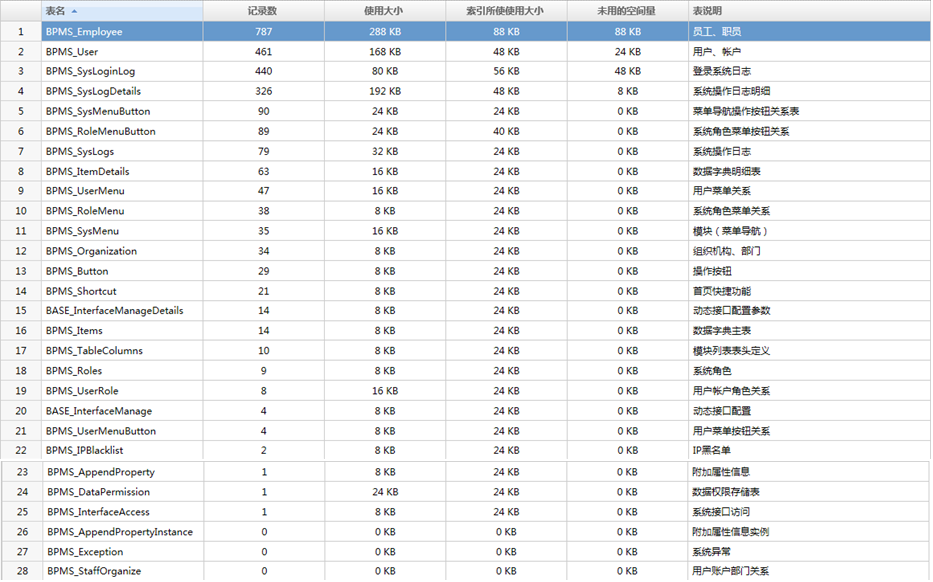 表名 记录数 使用大小 索引所使使用大小 未用的空间量 表说明
1 BPMS_Employee 787 288 KB 88 KB 88 KB 员工、职员
2 BPMS_User 461 168 KB 48 KB 24 KB 用户、帐户
3 BPMS_SysLoginLog 440 80 KB 56 KB 48 KB 登录系统日志
4 BPMS_SysLogDetails 326 192 KB 48 KB 8 KB 系统操作日志明细
5 BPMS_SysMenuButton 90 24 KB 24 KB 0 KB 菜单导航操作按钮关系表
6 BPMS_RoleMenuButton 89 24 KB 40 KB 0 KB 系统角色菜单按钮关系
7 BPMS_SysLogs 79 32 KB 24 KB 0 KB 系统操作日志
8 BPMS_ItemDetails 63 16 KB 24 KB 0 KB 数据字典明细表
9 BPMS_UserMenu 47 16 KB 24 KB 0 KB 用户菜单关系
10 BPMS_RoleMenu 38 8 KB 24 KB 0 KB 系统角色菜单关系
11 BPMS_SysMenu 35 16 KB 24 KB 0 KB 模块（菜单导航）
12 BPMS_Organization 34 8 KB 24 KB 0 KB 组织机构、部门
13 BPMS_Button 29 8 KB 24 KB 0 KB 操作按钮
14 BPMS_Shortcut 21 8 KB 24 KB 0 KB 首页快捷功能
15 BASE_InterfaceManageDetails 14 8 KB 24 KB 0 KB 动态接口配置参数
16 BPMS_Items 14 8 KB 24 KB 0 KB 数据字典主表
17 BPMS_TableColumns 10 8 KB 24 KB 0 KB 模块列表表头定义
18 BPMS_Roles 9 8 KB 24 KB 0 KB 系统角色
19 BPMS_UserRole 8 16 KB 24 KB 0 KB 用户帐户角色关系
20 BASE_InterfaceManage 4 8 KB 24 KB 0 KB 动态接口配置
21 BPMS_UserMenuButton 4 8 KB 24 KB 0 KB 用户菜单按钮关系
22 BPMS_IPBlacklist 2 8 KB 24 KB 0 KB IP黑名单
23 BPMS_AppendProperty 1 8 KB 24 KB 0 KB 附加属性信息
24 BPMS_DataPermission 1 24 KB 24 KB 0 KB 数据权限存储表
25 BPMS_InterfaceAccess 1 8 KB 24 KB 0 KB 系统接口访问
26 BPMS_AppendPropertyInstance 0 0 KB 0 KB 0 KB 附加属性信息实例
27 BPMS_Exception 0 0 KB 0 KB 0 KB 系统异常
28 BPMS_StaffOrganize 0 0 KB 0 KB 0 KB 用户账户部门关系